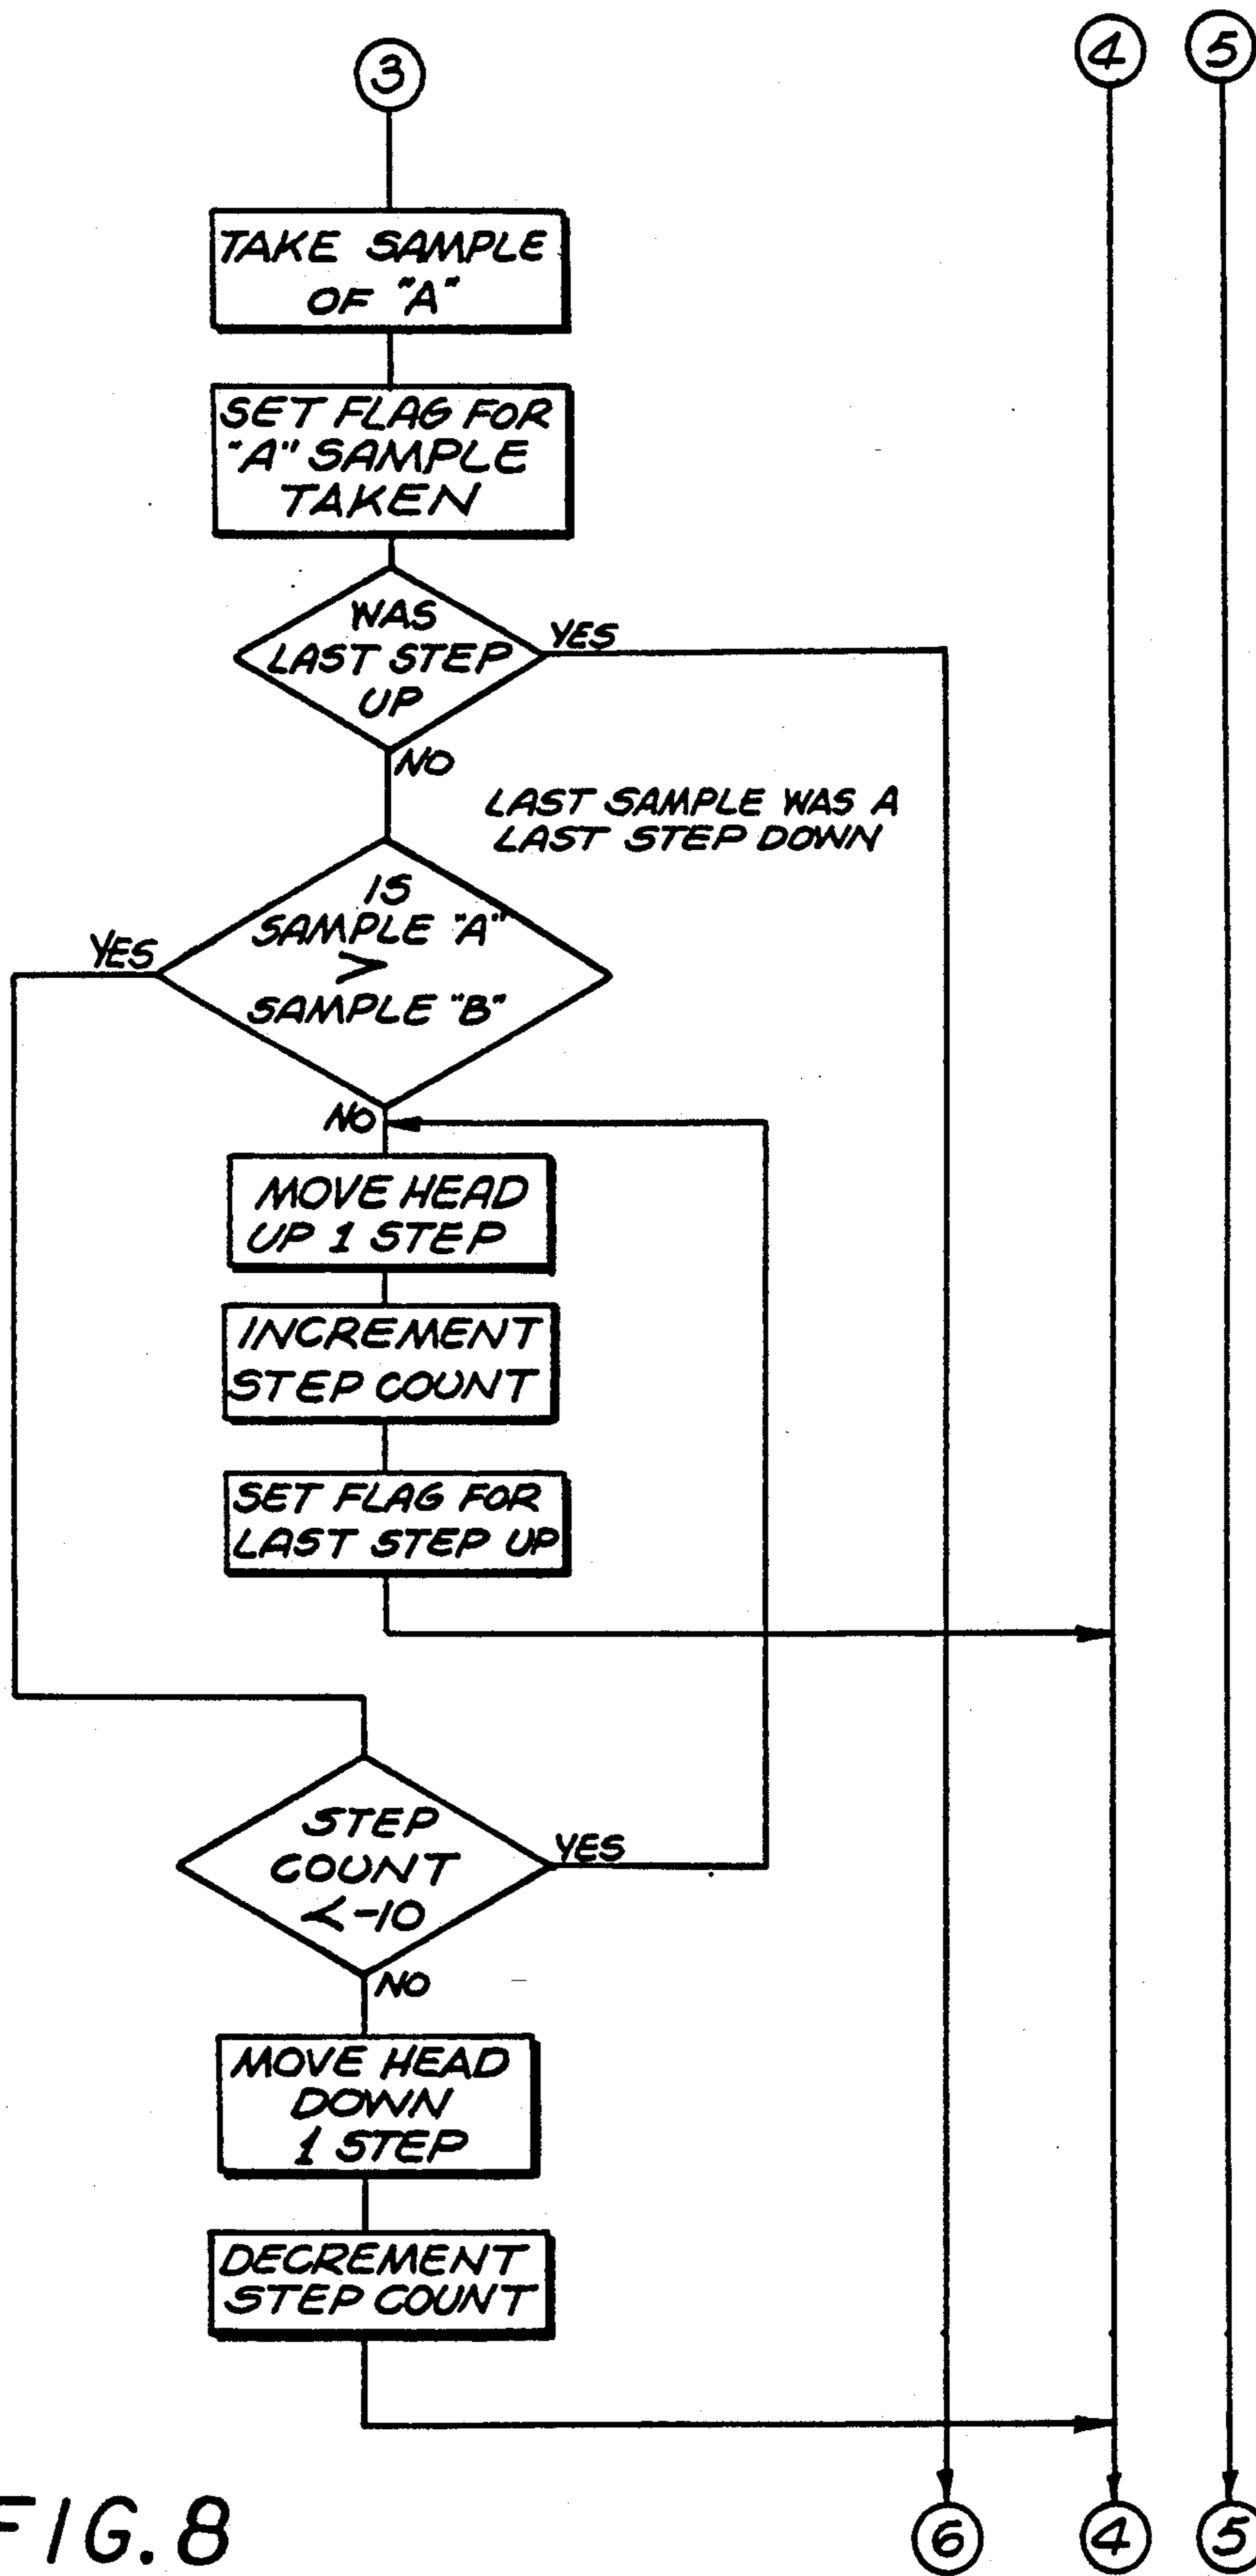 3
4
5
TAKE SAMPLE
OF "A"
SET FLAG FOR
"A" SAMPLE
TAKEN
WAS
LAST STEP
UP
YES
NO
LAST SAMPLE WAS A
LAST STEP DOWN
IS
SAMPLE "A"
>
SAMPLE "B"
YES
NO
MOVE HEAD
UP 1 STEP
INCREMENT
STEP COUNT
SET FLAG FOR
LAST STEP UP
STEP
COUNT
<-10
YES
NO
MOVE HEAD
DOWN
1 STEP
DECREMENT
STEP COUNT
6
4
5
FIG. 8